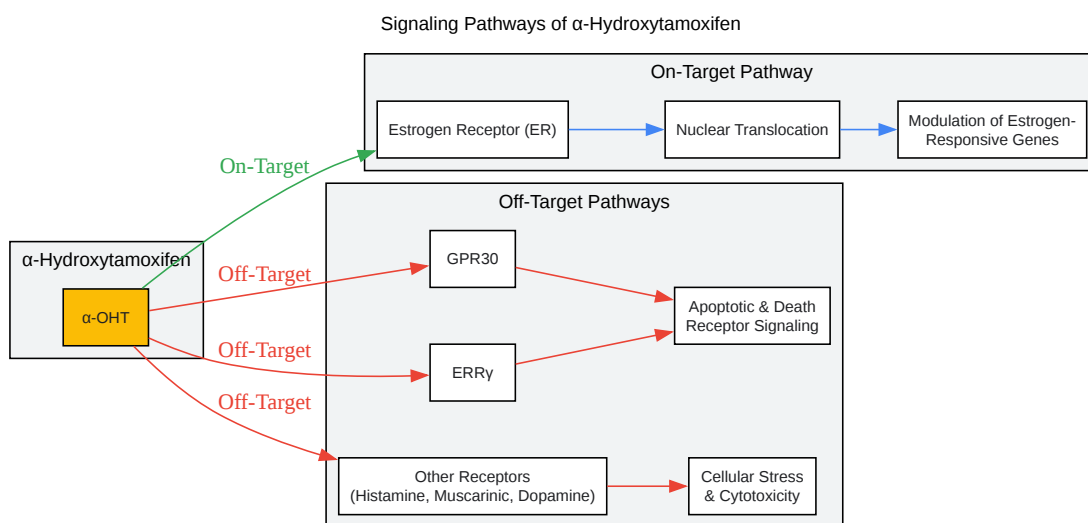 Signaling Pathways of α-Hydroxytamoxifen
On-Target Pathway
Estrogen Receptor (ER)
Nuclear Translocation
Modulation of Estrogen-
Responsive Genes
On-Target
Off-Target Pathways
α-Hydroxytamoxifen
α-OHT
Off-Target
GPR30
Off-Target
ERRγ
Apoptotic & Death
Receptor Signaling
Off-Target
Other Receptors
(Histamine, Muscarinic, Dopamine)
Cellular Stress
& Cytotoxicity